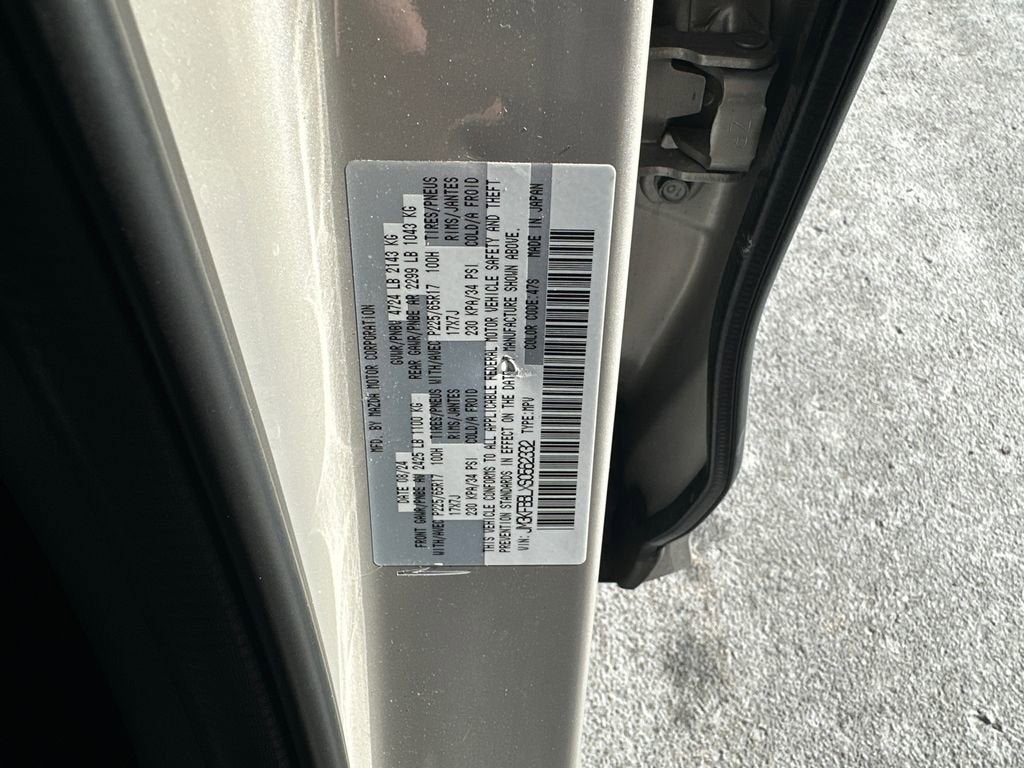 MFD. BY MAZDA MOTOR CORPORATION
DATE 08/24 GVWR/PNBV 4724 LB 2143 KG
FRONT GAWR/PNBE AV 2425 LB 1100 KG REAR GAWR/PNBE AR 2299 LB 1043 KG
WITH/AVEC P225/65R17 100H TIRES/PNEUS WITH/AVEC P225/65R17 100H TIRES/PNEUS
17X7J RIMS/JANTES 17X7J RIMS/JANTES
230 KPA/34 PSI COLD/A FROID 230 KPA/34 PSI COLD/A FROID
THIS VEHICLE CONFORMS TO ALL APPLICABLE FEDERAL MOTOR VEHICLE SAFETY AND THEFT
PREVENTION STANDARDS IN EFFECT ON THE DATE MANUFACTURE SHOWN ABOVE.
VIN: TYPE:MPV COLOR CODE:47S MADE IN JAPAN